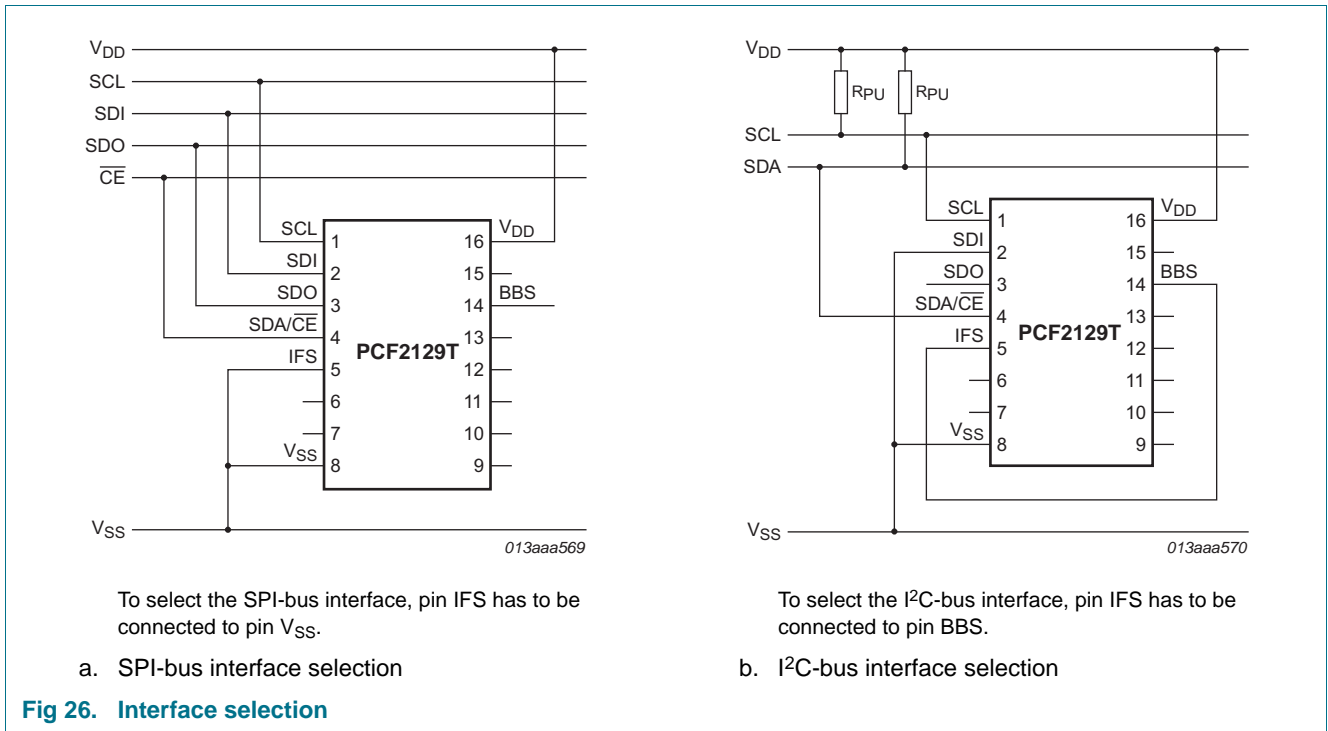 VDD
SCL
SDI
SDO
CE
SCL 1
SDI 2
SDO 3
SDA/CE 4
IFS 5
6
7
VSS 8
PCF2129T
16 VDD
15
14 BBS
13
12
11
10
9
VSS
013aaa569
To select the SPI-bus interface, pin IFS has to be
connected to pin VSS.
a. SPI-bus interface selection
VDD
RPU RPU
SCL
SDA
SCL 1
SDI 2
SDO 3
SDA/CE 4
IFS 5
6
7
VSS 8
PCF2129T
16 VDD
15
14 BBS
13
12
11
10
9
VSS
013aaa570
To select the I2C-bus interface, pin IFS has to be
connected to pin BBS.
b. I2C-bus interface selection
Fig 26. Interface selection